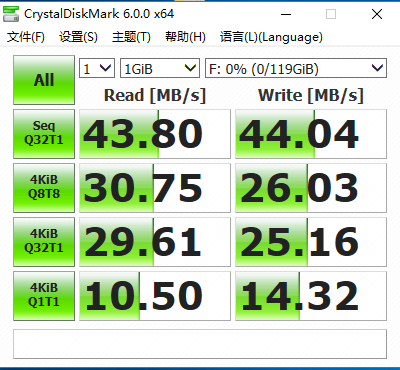 CrystalDiskMark 6.0.0 x64
文件(F) 设置(S) 主题(T) 帮助(H) 语言(L)(Language)
All 1 1GiB F: 0% (0/119GiB)
Read [MB/s] Write [MB/s]
Seq
Q32T1 43.80 44.04
4KiB
Q8T8 30.75 26.03
4KiB
Q32T1 29.61 25.16
4KiB
Q1T1 10.50 14.32